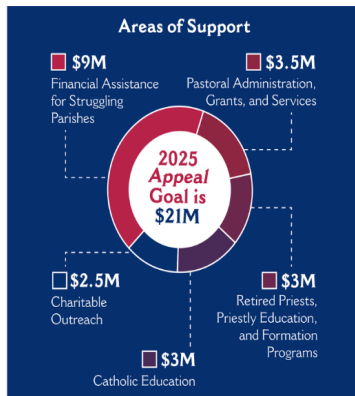 Areas of Support
$9M
Financial Assistance
for Struggling
Parishes
$3.5M
Pastoral Administration,
Grants, and Services
2025
Appeal
Goal is
$21M
$2.5M
Charitable
Outreach
$3M
Retired Priests,
Priestly Education,
and Formation
Programs
$3M
Catholic Education